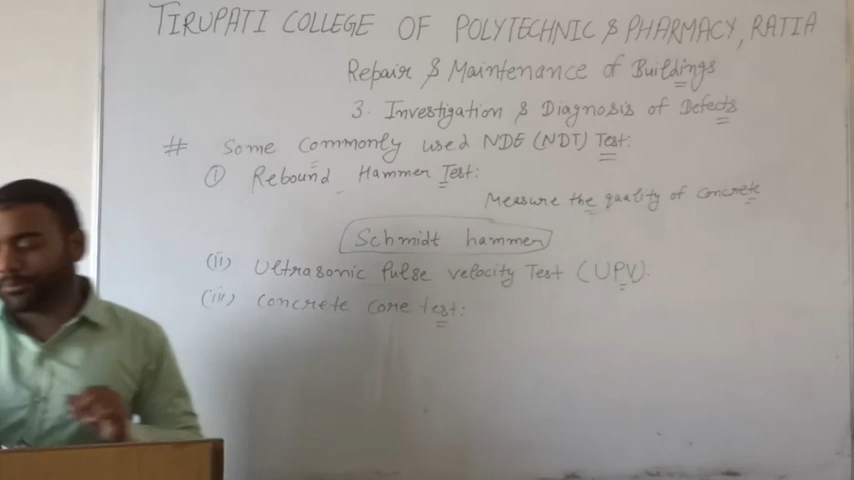 TIRUPATI COLLEGE OF POLYTECHNIC & PHARMACY, RATIA
Repair & Maintenance of Buildings
3. Investigation & Diagnosis of Defects
# Some Commonly used NDE (NDT) Test:
① Rebound Hammer Test:
Measure the quality of concrete
Schmidt hammer
(ii) Ultrasonic Pulse velocity Test (UPV).
(iii) Concrete Core test: